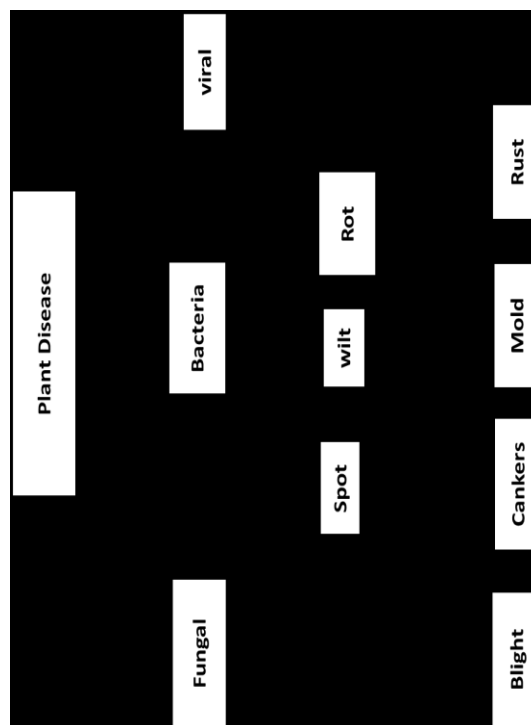 Plant Disease
Fungal
Bacteria
viral
Spot
wilt
Rot
Blight
Cankers
Mold
Rust